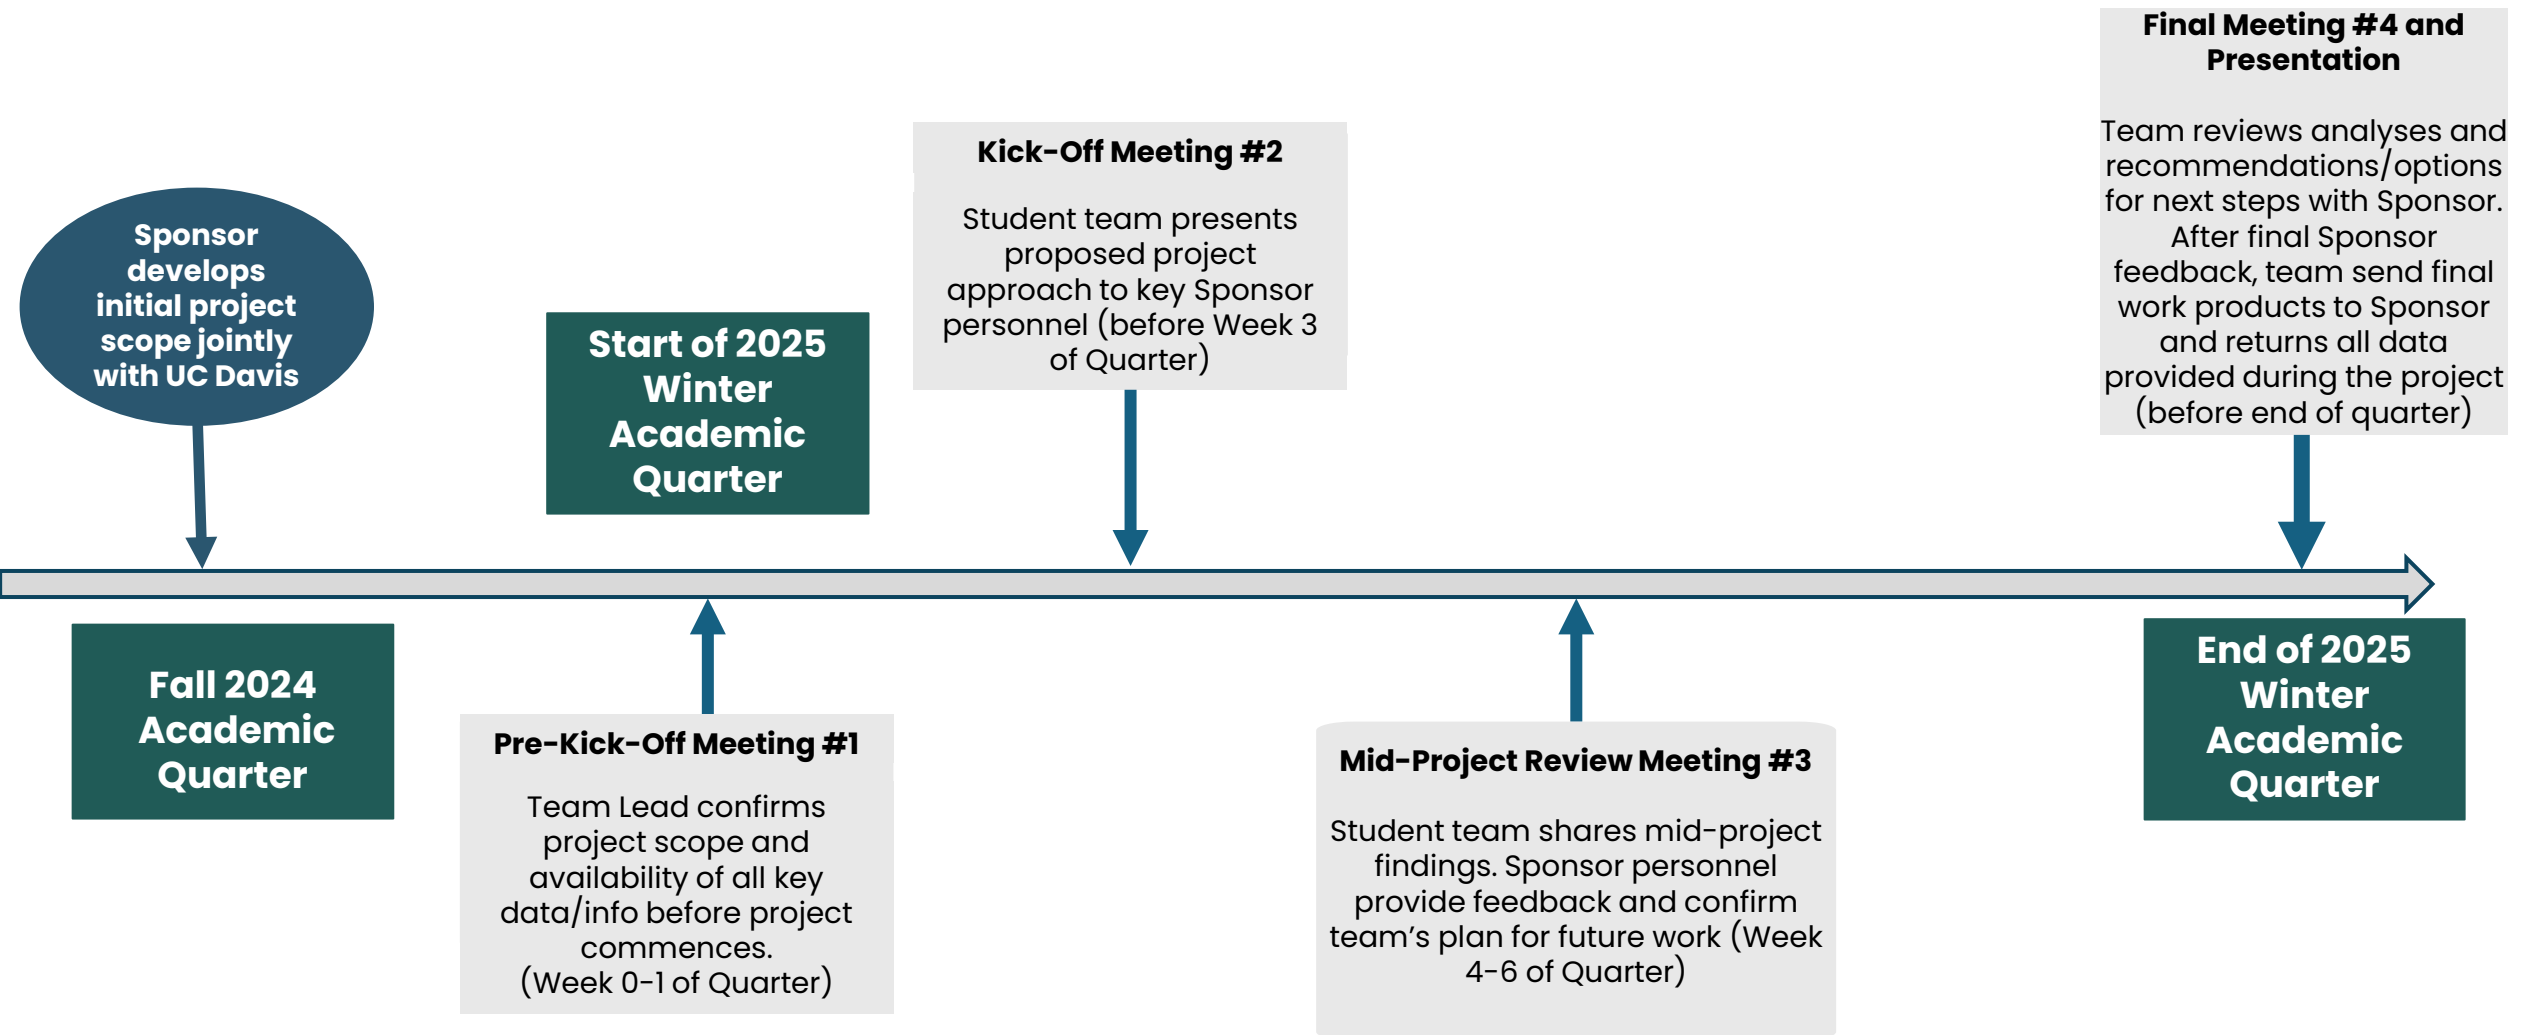 Sponsor
develops
initial project
scope jointly
with UC Davis
Fall 2024
Academic
Quarter
Start of 2025
Winter
Academic
Quarter
Pre-Kick-Off Meeting #1
Team Lead confirms
project scope and
availability of all key
data/info before project
commences.
(Week 0-1 of Quarter)
Kick-Off Meeting #2
Student team presents
proposed project
approach to key Sponsor
personnel (before Week 3
of Quarter)
Mid-Project Review Meeting #3
Student team shares mid-project
findings. Sponsor personnel
provide feedback and confirm
team’s plan for future work (Week
4-6 of Quarter)
Final Meeting #4 and
Presentation
Team reviews analyses and
recommendations/options
for next steps with Sponsor.
After final Sponsor
feedback, team send final
work products to Sponsor
and returns all data
provided during the project
(before end of quarter)
End of 2025
Winter
Academic
Quarter